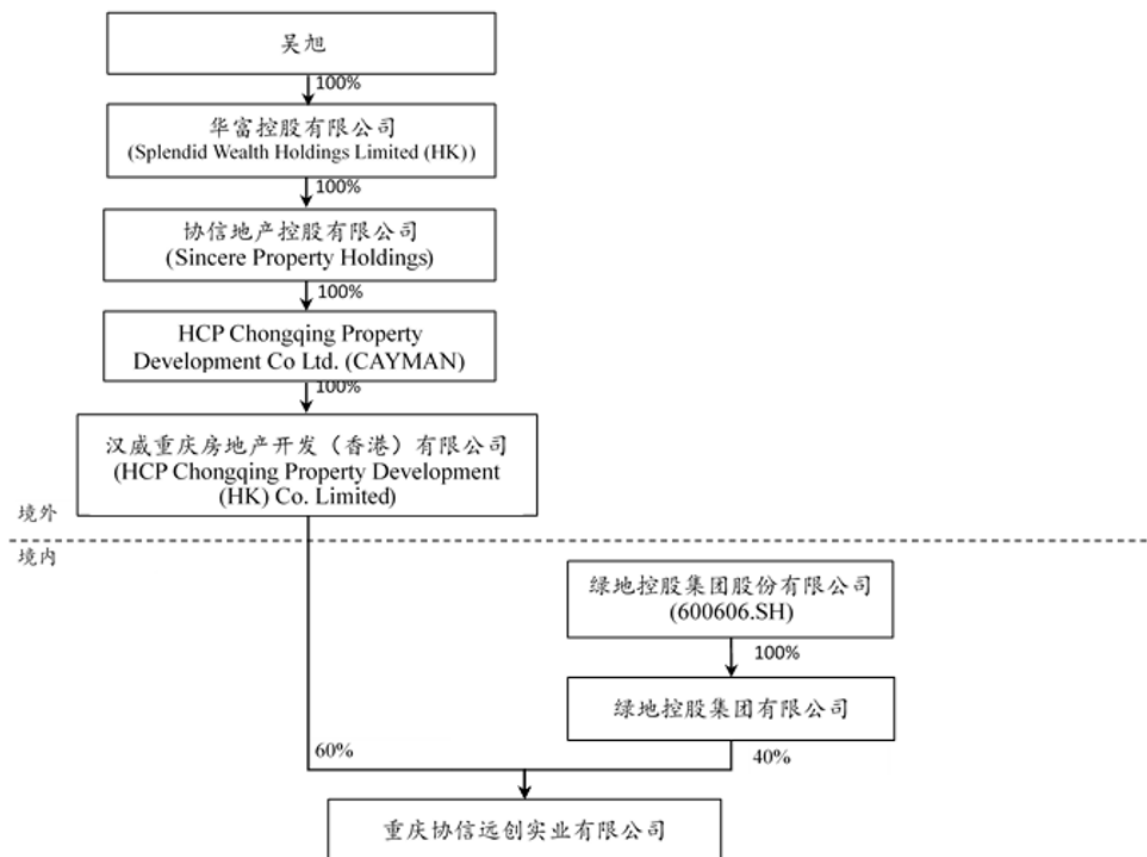 吴旭
100%
华富控股有限公司
(Splendid Wealth Holdings Limited (HK))
100%
协信地产控股有限公司
(Sincere Property Holdings)
100%
HCP Chongqing Property
Development Co Ltd. (CAYMAN)
100%
汉威重庆房地产开发（香港）有限公司
(HCP Chongqing Property Development
(HK) Co. Limited)
境外
境内
绿地控股集团股份有限公司
(600606.SH)
100%
绿地控股集团有限公司
60%
40%
重庆协信远创实业有限公司